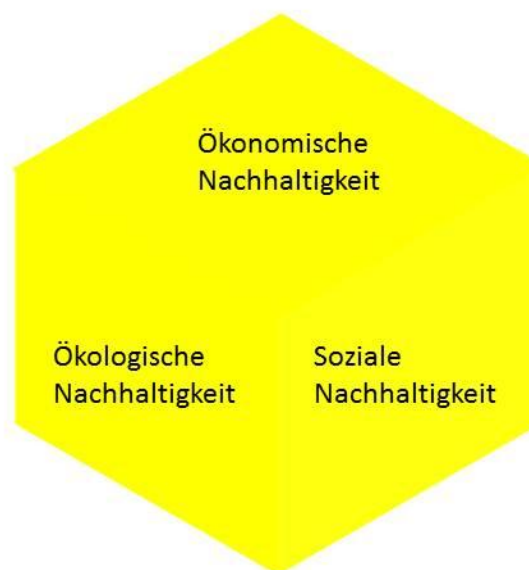 Ökonomische
Nachhaltigkeit
Ökologische
Nachhaltigkeit
Soziale
Nachhaltigkeit